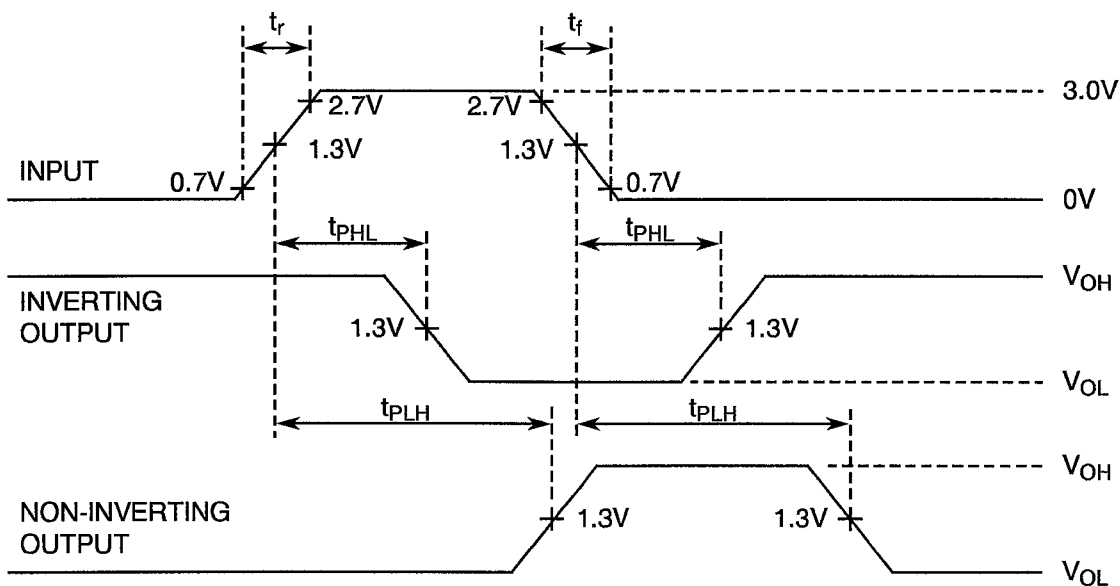 tr tf
2.7V 2.7V 3.0V
1.3V 1.3V
INPUT
0.7V 0.7V 0V
tPHL tPHL
VOH
INVERTING
OUTPUT
1.3V 1.3V
VOL
tPLH tPLH
VOH
NON-INVERTING
OUTPUT
1.3V 1.3V
VOL